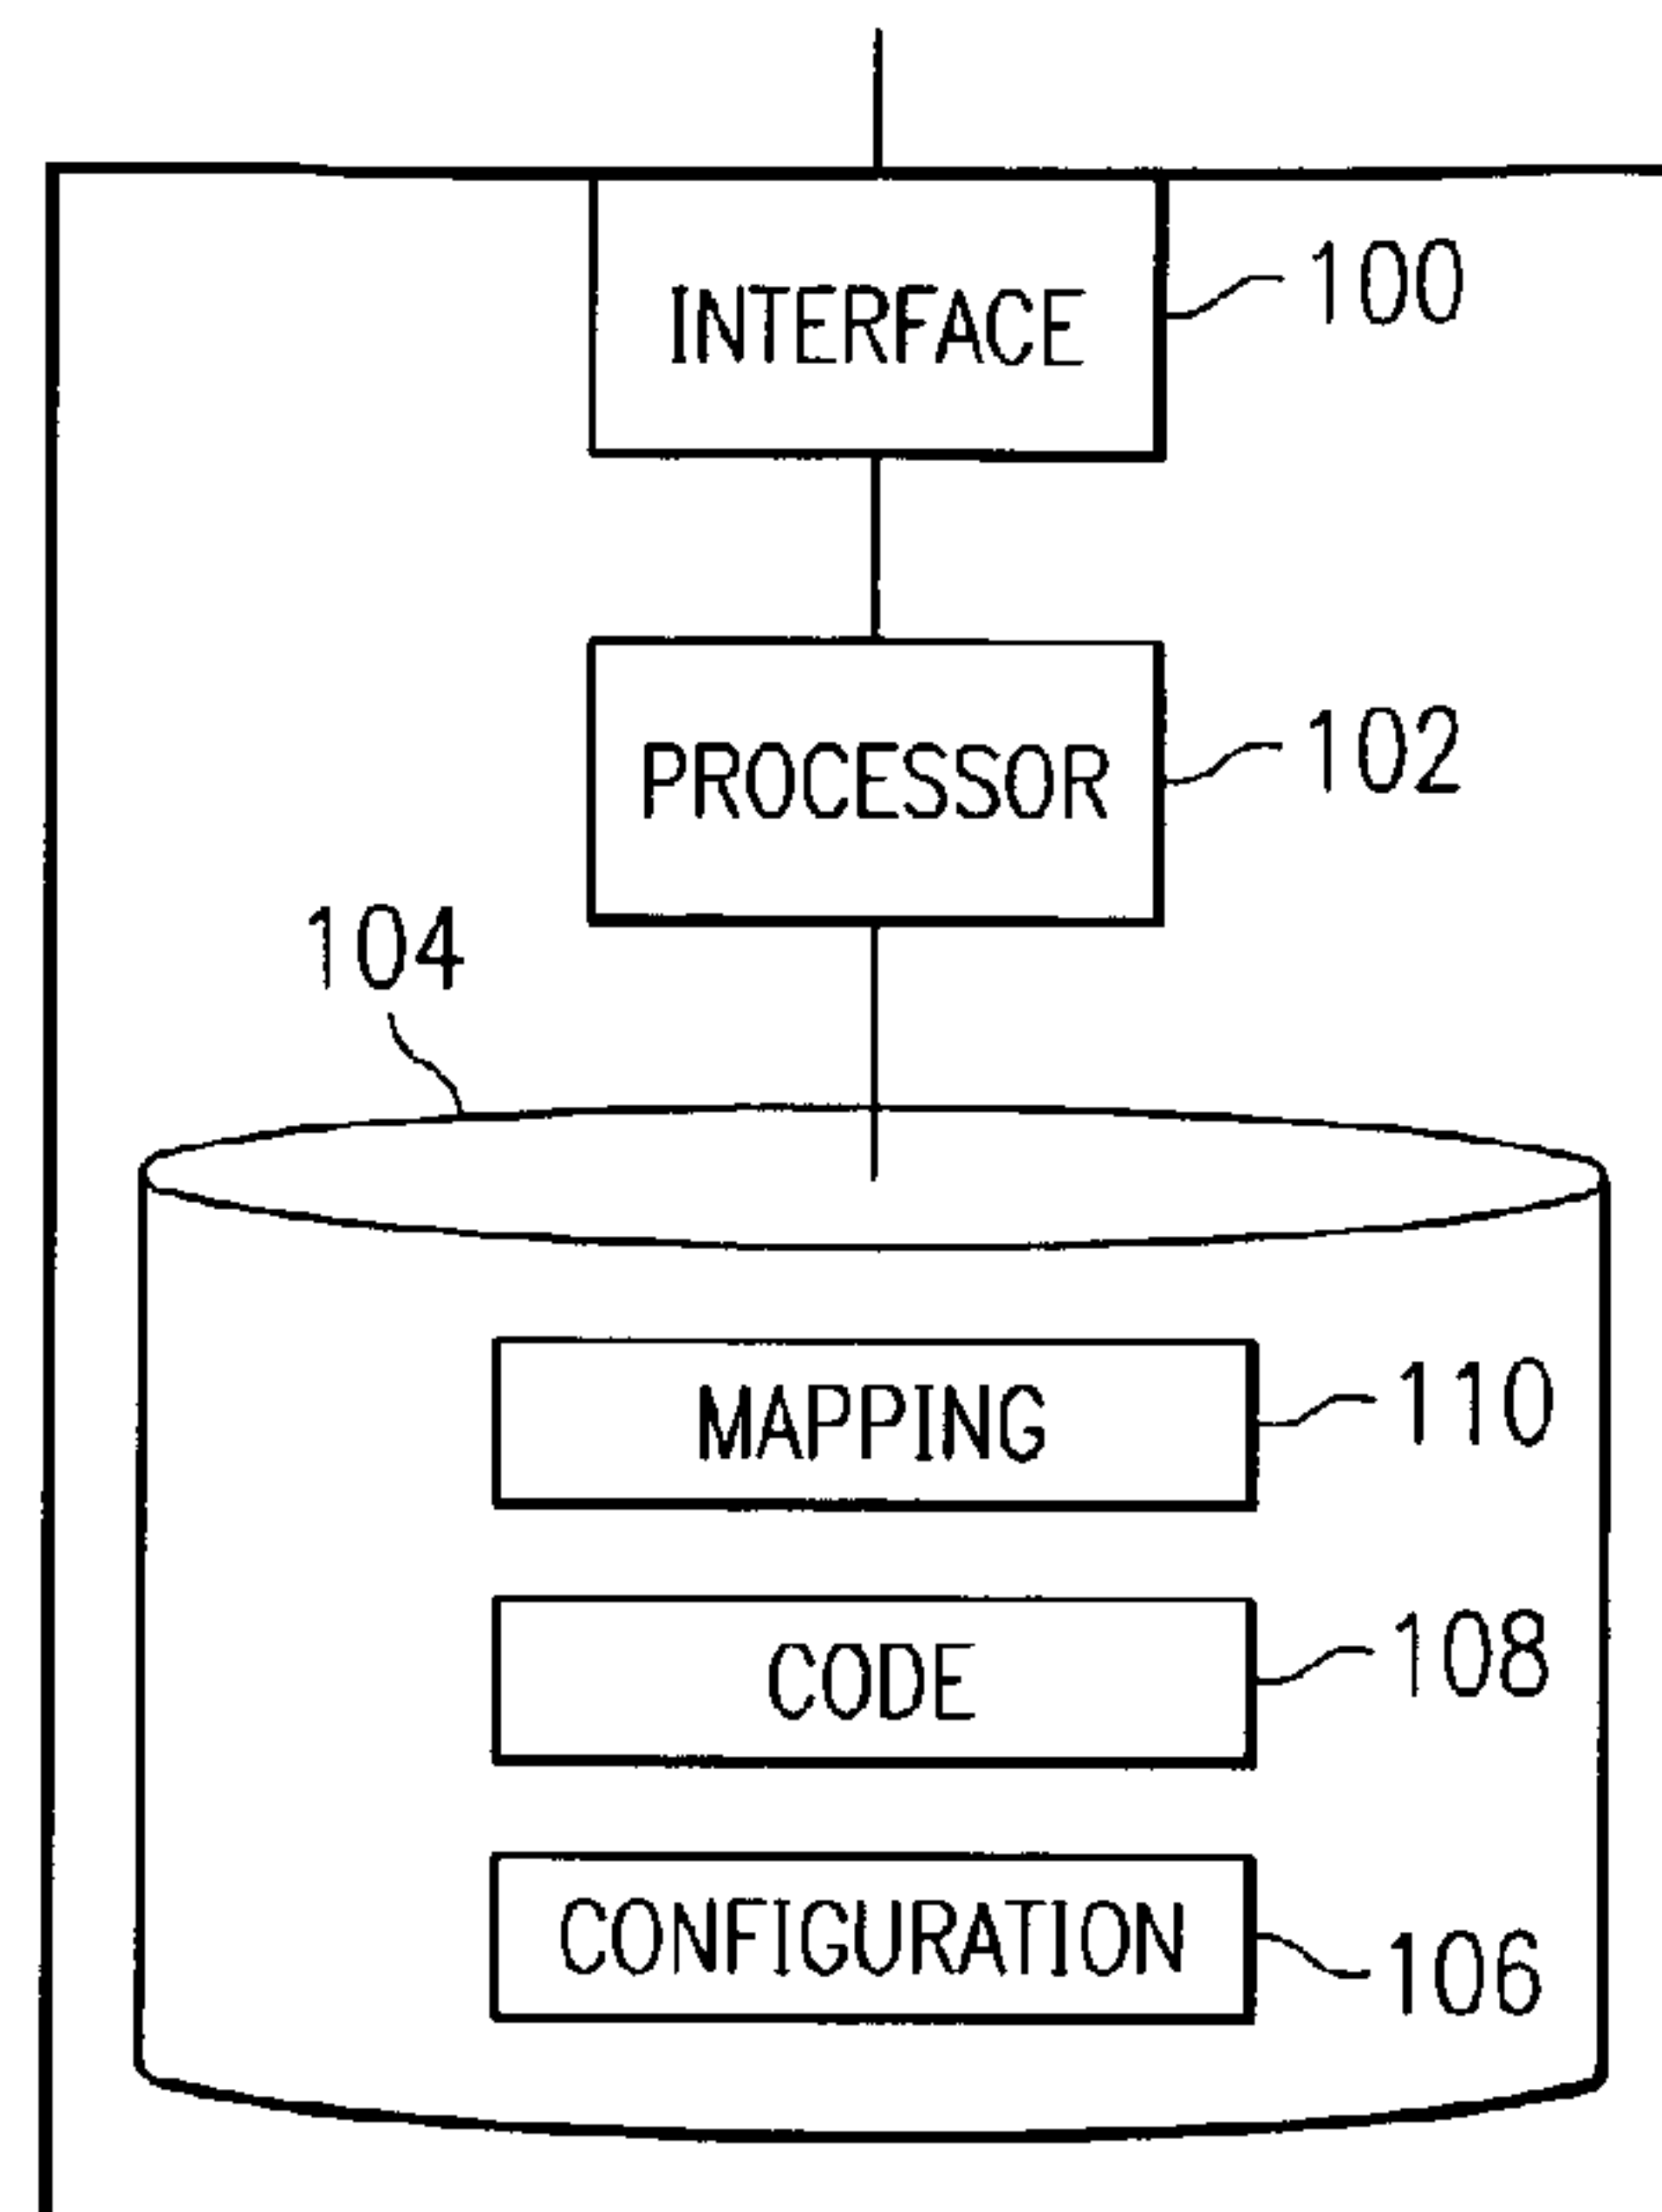 INTERFACE 100
PROCESSOR 102
104
MAPPING 110
CODE 108
CONFIGURATION 106